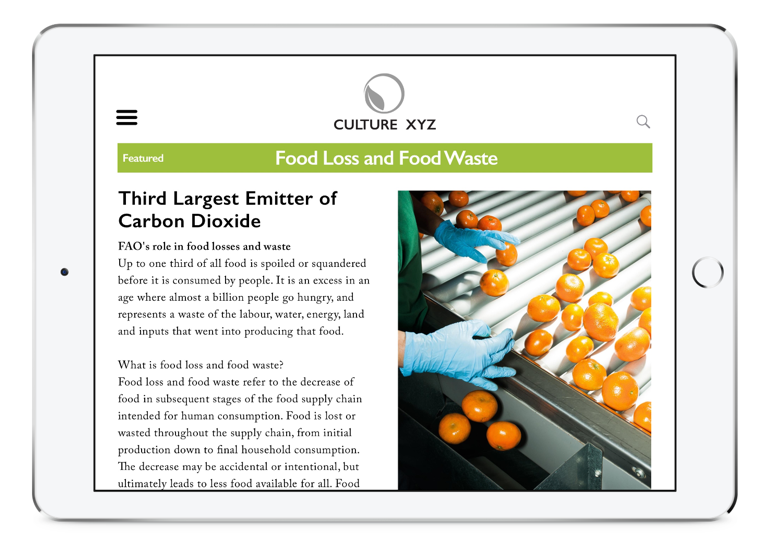 CULTURE XYZ
Featured
Food Loss and Food Waste
Third Largest Emitter of
Carbon Dioxide
FAO's role in food losses and waste
Up to one third of all food is spoiled or squandered
before it is consumed by people. It is an excess in an
age where almost a billion people go hungry, and
represents a waste of the labour, water, energy, land
and inputs that went into producing that food.
What is food loss and food waste?
Food loss and food waste refer to the decrease of
food in subsequent stages of the food supply chain
intended for human consumption. Food is lost or
wasted throughout the supply chain, from initial
production down to final household consumption.
The decrease may be accidental or intentional, but
ultimately leads to less food available for all. Food